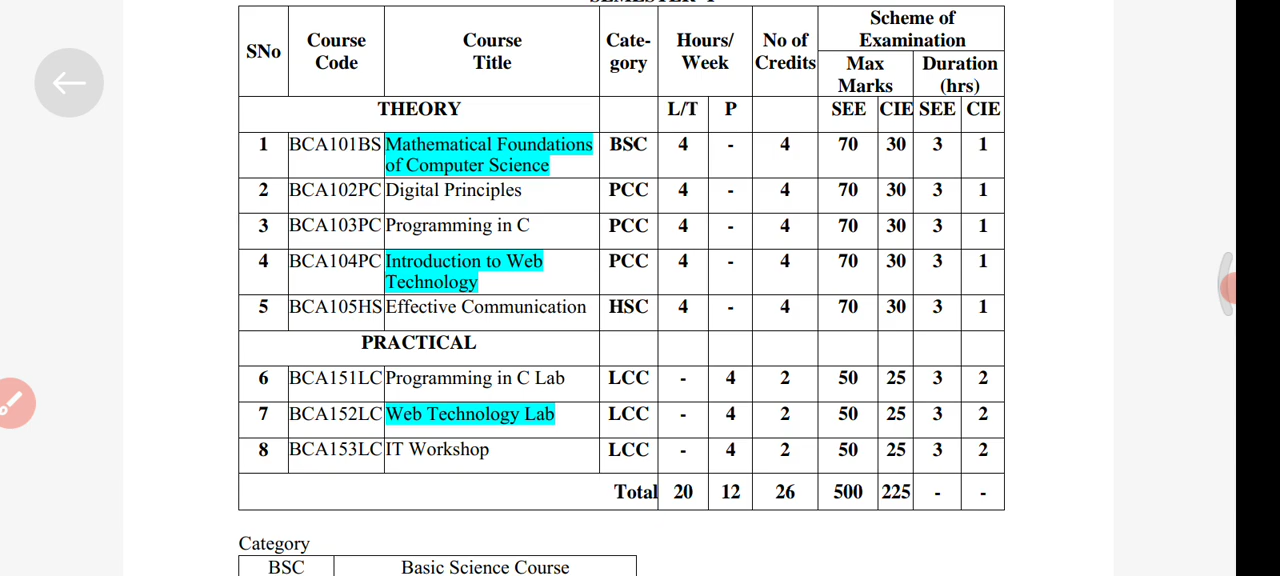 SEMESTER -I
SNo Course Code Course Title Cate- gory Hours/ Week No of Credits Scheme of Examination
Max Marks Duration (hrs)
THEORY L/T P SEE CIE SEE CIE
1 BCA101BS Mathematical Foundations of Computer Science BSC 4 - 4 70 30 3 1
2 BCA102PC Digital Principles PCC 4 - 4 70 30 3 1
3 BCA103PC Programming in C PCC 4 - 4 70 30 3 1
4 BCA104PC Introduction to Web Technology PCC 4 - 4 70 30 3 1
5 BCA105HS Effective Communication HSC 4 - 4 70 30 3 1
PRACTICAL
6 BCA151LC Programming in C Lab LCC - 4 2 50 25 3 2
7 BCA152LC Web Technology Lab LCC - 4 2 50 25 3 2
8 BCA153LC IT Workshop LCC - 4 2 50 25 3 2
Total 20 12 26 500 225 - -
Category
BSC Basic Science Course